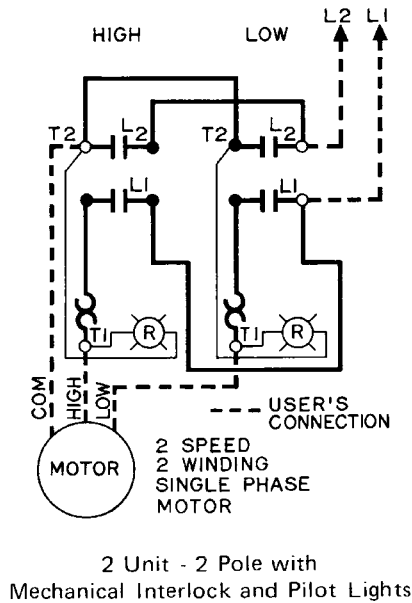 L2 L1
HIGH LOW
T2 L2 T2 L2
L1 L1
T1 R T1 R
COM HIGH LOW
USER'S
CONNECTION
MOTOR
2 SPEED
2 WINDING
SINGLE PHASE
MOTOR
2 Unit - 2 Pole with
Mechanical Interlock and Pilot Lights